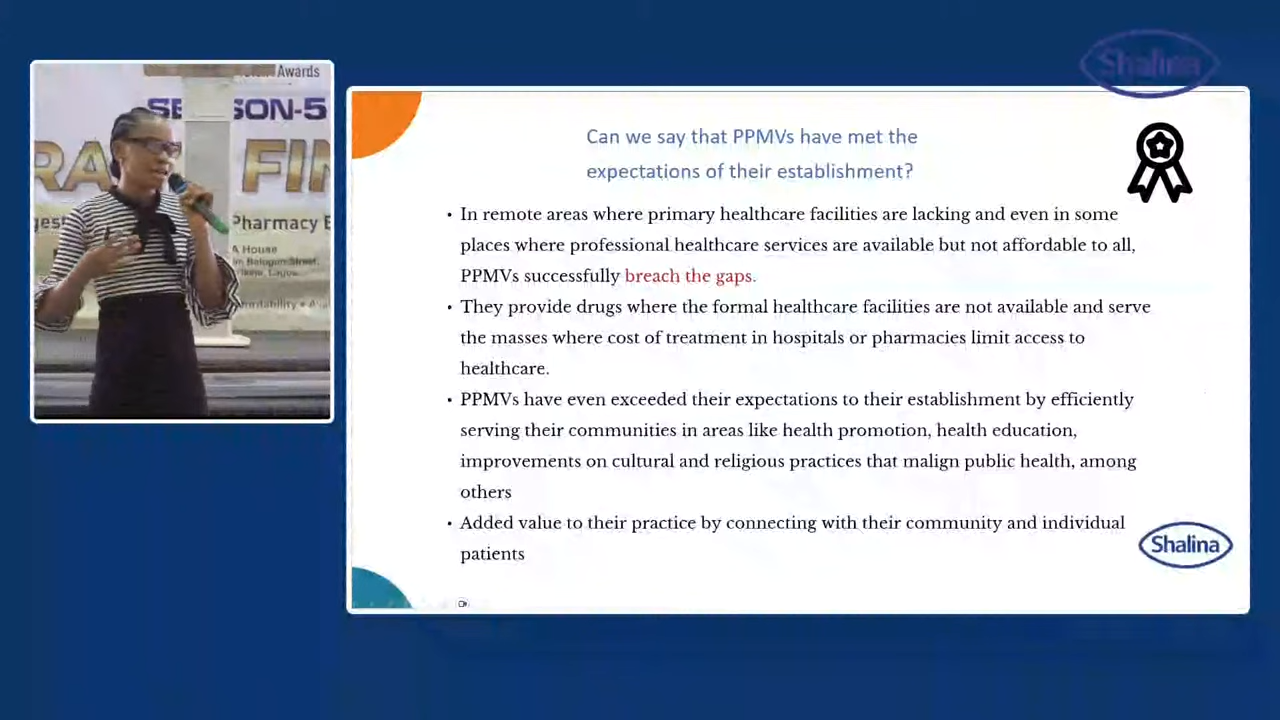 Shalina
Awards
SON-5
FIN
Pharmacy
House
Can we say that PPMVs have met the
expectations of their establishment?
• In remote areas where primary healthcare facilities are lacking and even in some
places where professional healthcare services are available but not affordable to all,
PPMVs successfully breach the gaps.
• They provide drugs where the formal healthcare facilities are not available and serve
the masses where cost of treatment in hospitals or pharmacies limit access to
healthcare.
• PPMVs have even exceeded their expectations to their establishment by efficiently
serving their communities in areas like health promotion, health education,
improvements on cultural and religious practices that malign public health, among
others
• Added value to their practice by connecting with their community and individual
patients
Shalina